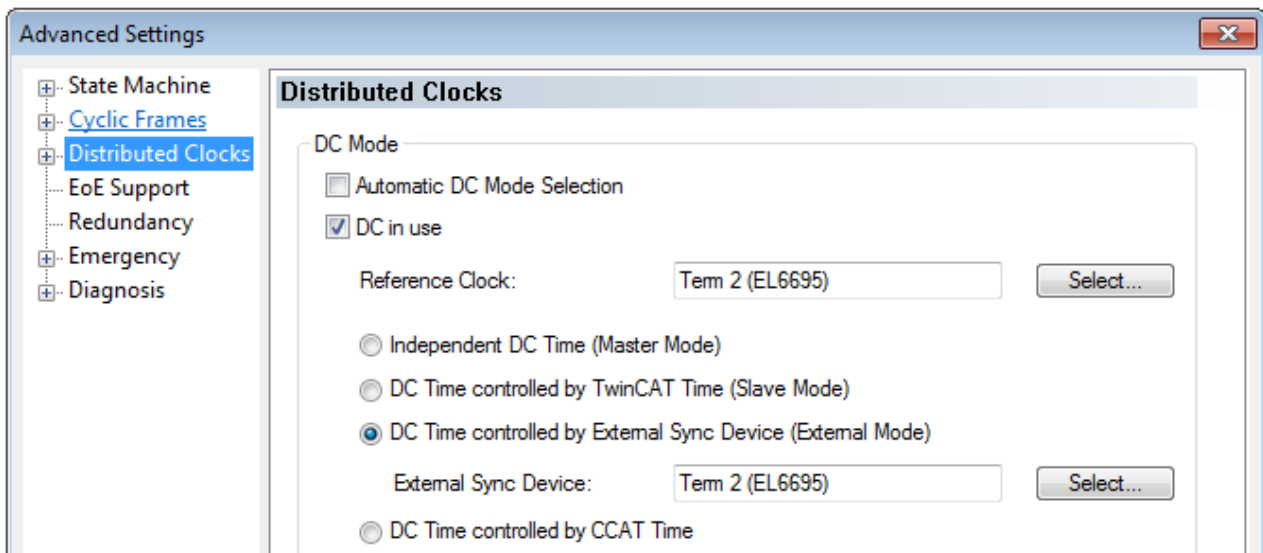 Advanced Settings
State Machine
Cyclic Frames
Distributed Clocks
EoE Support
Redundancy
Emergency
Diagnosis
Distributed Clocks
DC Mode
Automatic DC Mode Selection
DC in use
Reference Clock: Term 2 (EL6695) Select...
Independent DC Time (Master Mode)
DC Time controlled by TwinCAT Time (Slave Mode)
DC Time controlled by External Sync Device (External Mode)
External Sync Device: Term 2 (EL6695) Select...
DC Time controlled by CCAT Time